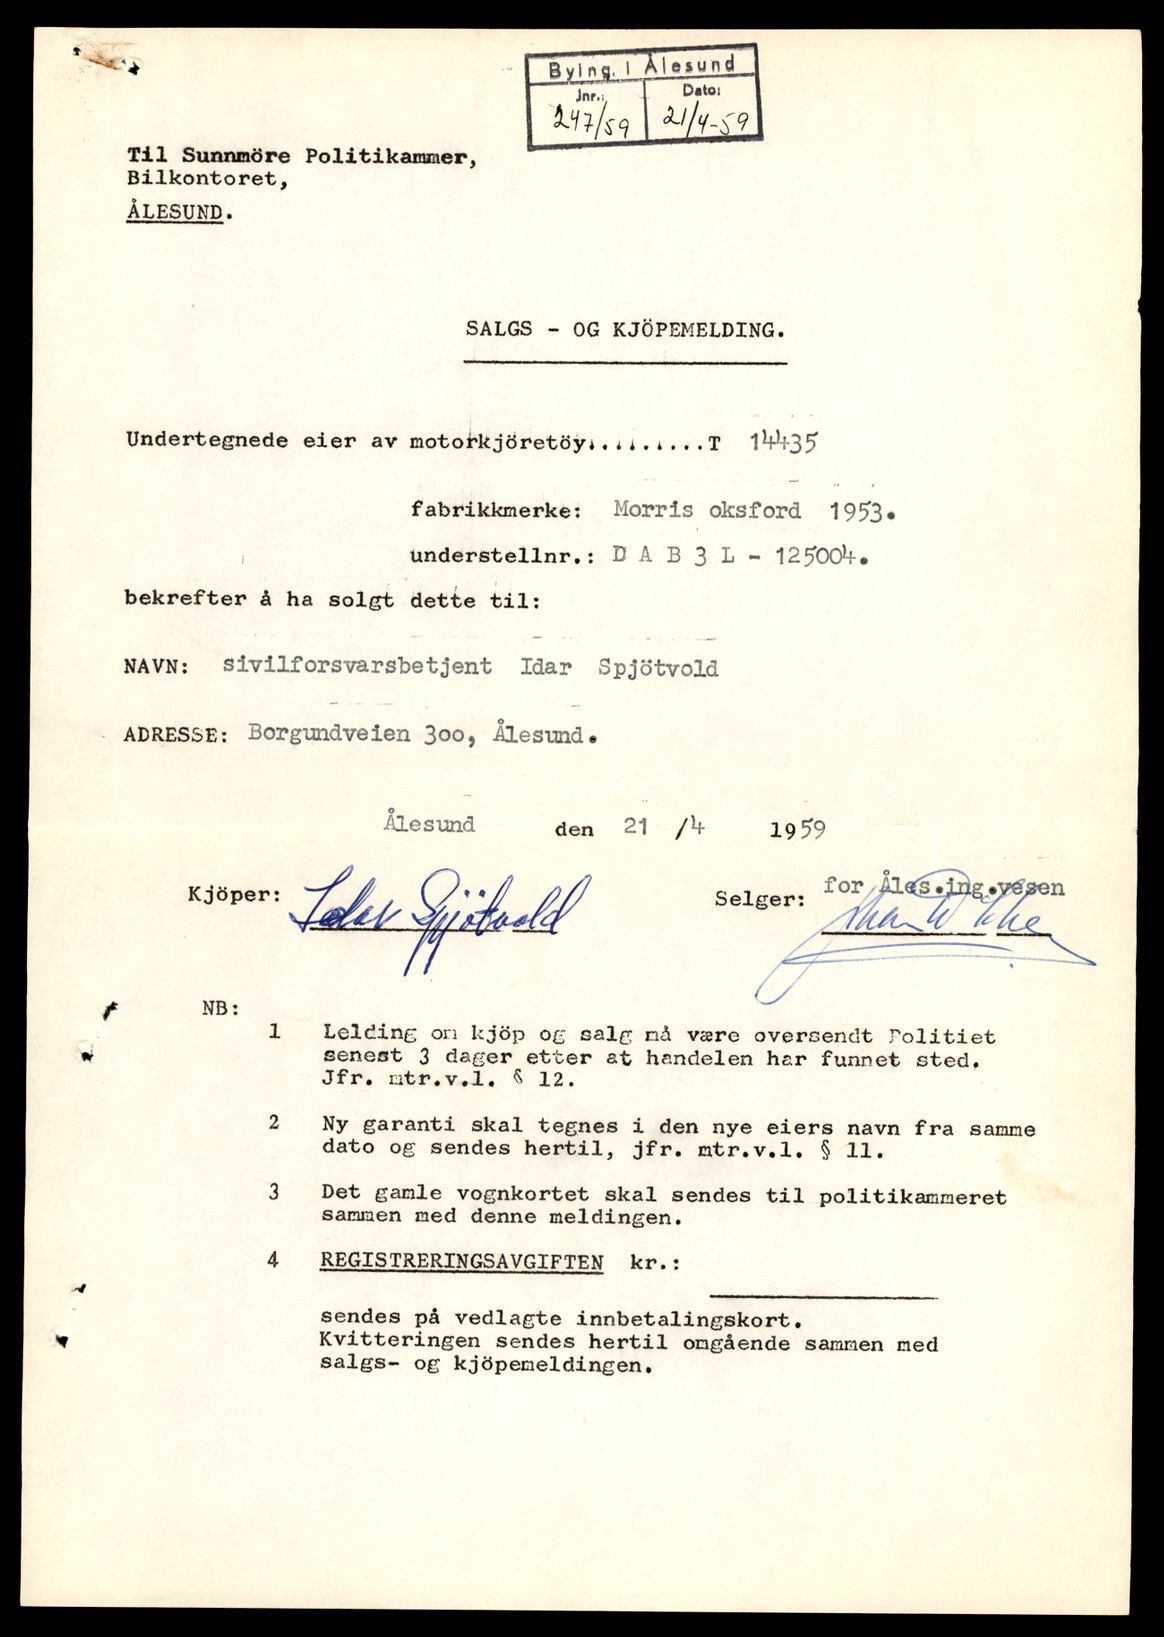 Bying. i Ålesund
Jnr.: Dato:
247/59 21/4-59
Til Sunnmöre Politikammer,
Bilkontoret,
ÅLESUND.
SALGS - OG KJÖPEMELDING.
Undertegnede eier av motorkjöretöy.........T 14435
fabrikkmerke: Morris oksford 1953.
understellnr.: D A B 3 L - 125004.
bekrefter å ha solgt dette til:
NAVN: sivilforsvarsbetjent Idar Spjötvold
ADRESSE: Borgundveien 3oo, Ålesund.
Ålesund den 21 /4 1959
Kjöper: Idar Spjötvold Selger: for Åles.ing.vesen
NB:
1 Lelding om kjöp og salg må være oversendt Politiet
senest 3 dager etter at handelen har funnet sted.
Jfr. mtr.v.l. § 12.
2 Ny garanti skal tegnes i den nye eiers navn fra samme
dato og sendes hertil, jfr. mtr.v.l. § 11.
3 Det gamle vognkortet skal sendes til politikammeret
sammen med denne meldingen.
4 REGISTRERINGSAVGIFTEN kr.:
sendes på vedlagte innbetalingskort.
Kvitteringen sendes hertil omgående sammen med
salgs- og kjöpemeldingen.